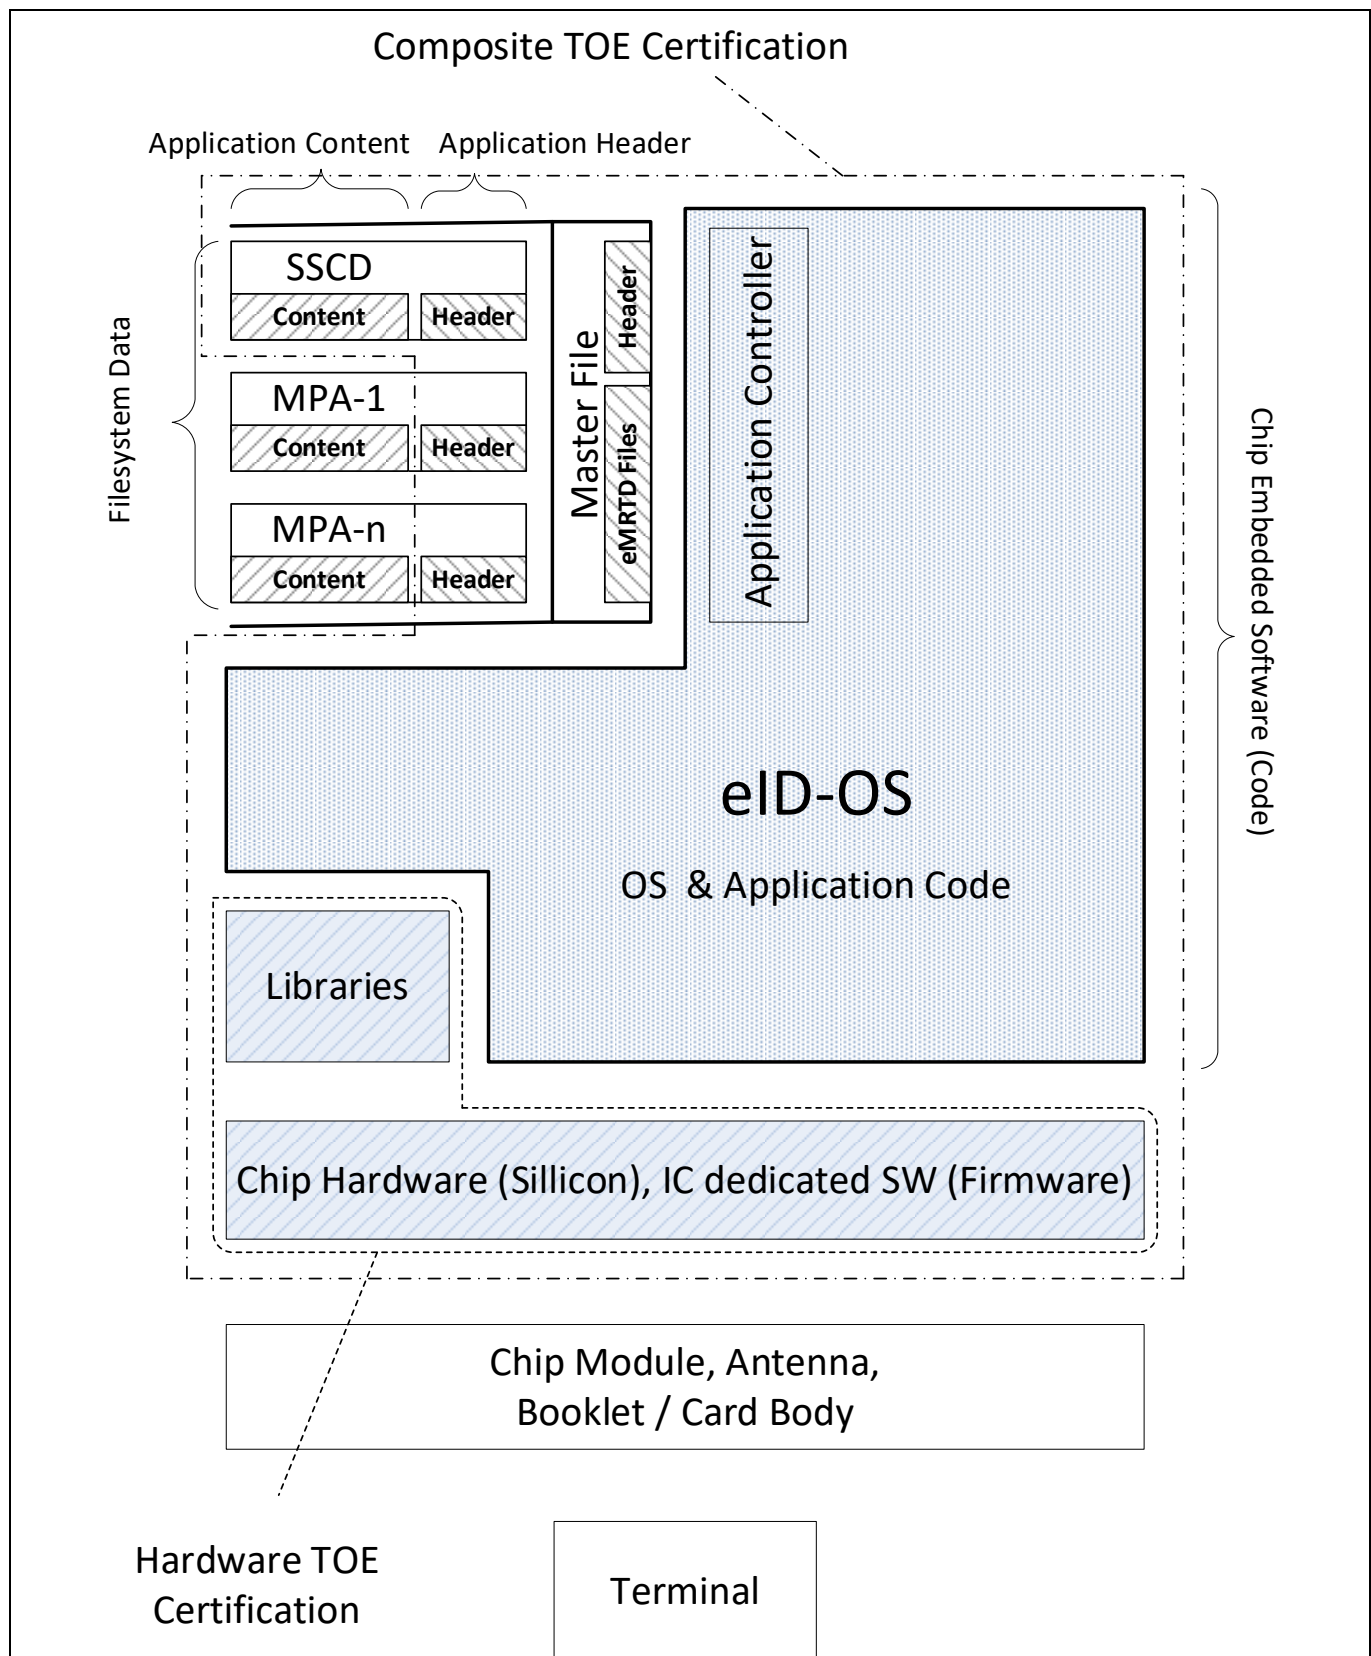 Composite TOE Certification
Application Content
Application Header
SSCD
Content
Header
MPA-1
Content
Header
MPA-n
Content
Header
Filesystem Data
Master File
Header
eMRTD Files
Application Controller
Chip Embedded Software (Code)
eID-OS
OS & Application Code
Libraries
Chip Hardware (Sillicon), IC dedicated SW (Firmware)
Chip Module, Antenna,
Booklet / Card Body
Hardware TOE
Certification
Terminal